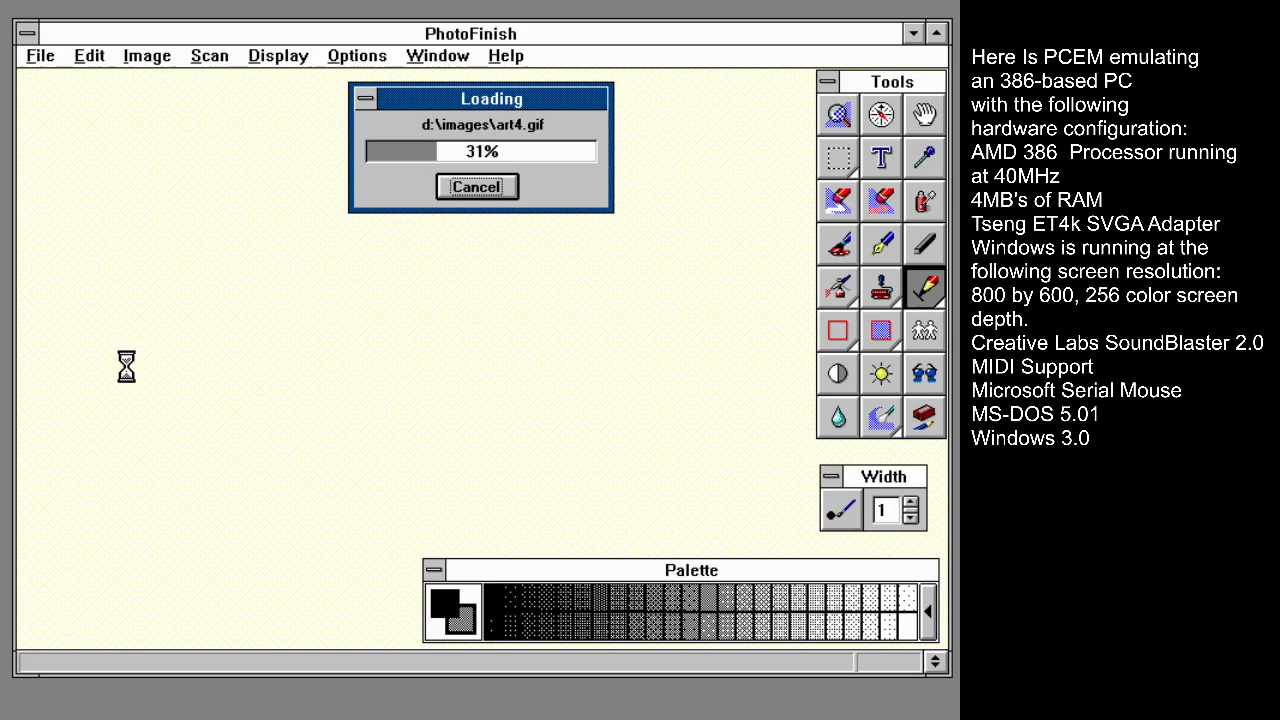 PhotoFinish
File Edit Image Scan Display Options Window Help
Loading
d:\images\art4.gif
31%
Cancel
Tools
T
Width
1
Palette
Here Is PCEM emulating
an 386-based PC
with the following
hardware configuration:
AMD 386  Processor running
at 40MHz
4MB's of RAM
Tseng ET4k SVGA Adapter
Windows is running at the
following screen resolution:
800 by 600, 256 color screen
depth.
Creative Labs SoundBlaster 2.0
MIDI Support
Microsoft Serial Mouse
MS-DOS 5.01
Windows 3.0